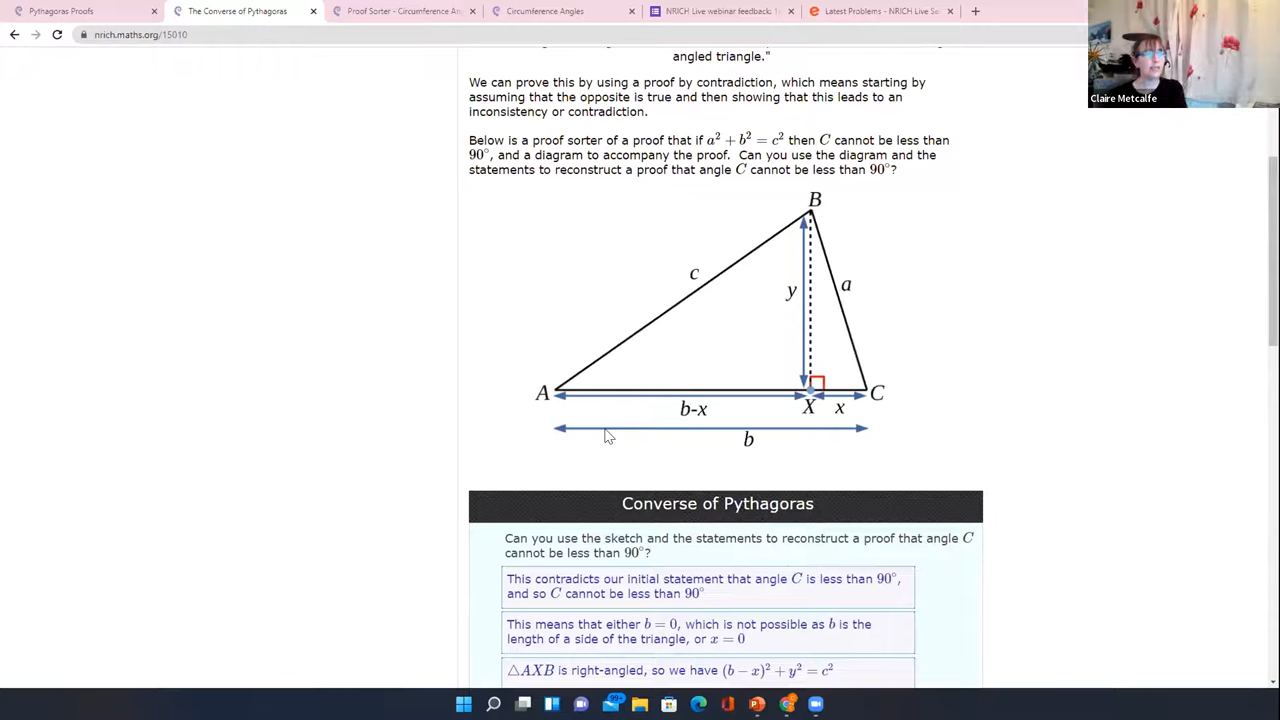 Pythagoras Proofs
The Converse of Pythagoras
Proof Sorter - Circumference An
Circumference Angles
NRICH Live webinar feedback: 1
Latest Problems – NRICH Live Se
nrich.maths.org/15010
Claire Metcalfe
angled triangle."
We can prove this by using a proof by contradiction, which means starting by
assuming that the opposite is true and then showing that this leads to an
inconsistency or contradiction.
Below is a proof sorter of a proof that if a² + b² = c² then C cannot be less than
90°, and a diagram to accompany the proof. Can you use the diagram and the
statements to reconstruct a proof that angle C cannot be less than 90°?
B
c
y
a
A
X
C
b-x
x
b
Converse of Pythagoras
Can you use the sketch and the statements to reconstruct a proof that angle C
cannot be less than 90°?
This contradicts our initial statement that angle C is less than 90°,
and so C cannot be less than 90°
This means that either b = 0, which is not possible as b is the
length of a side of the triangle, or x = 0
△AXB is right-angled, so we have (b − x)² + y² = c²
99+